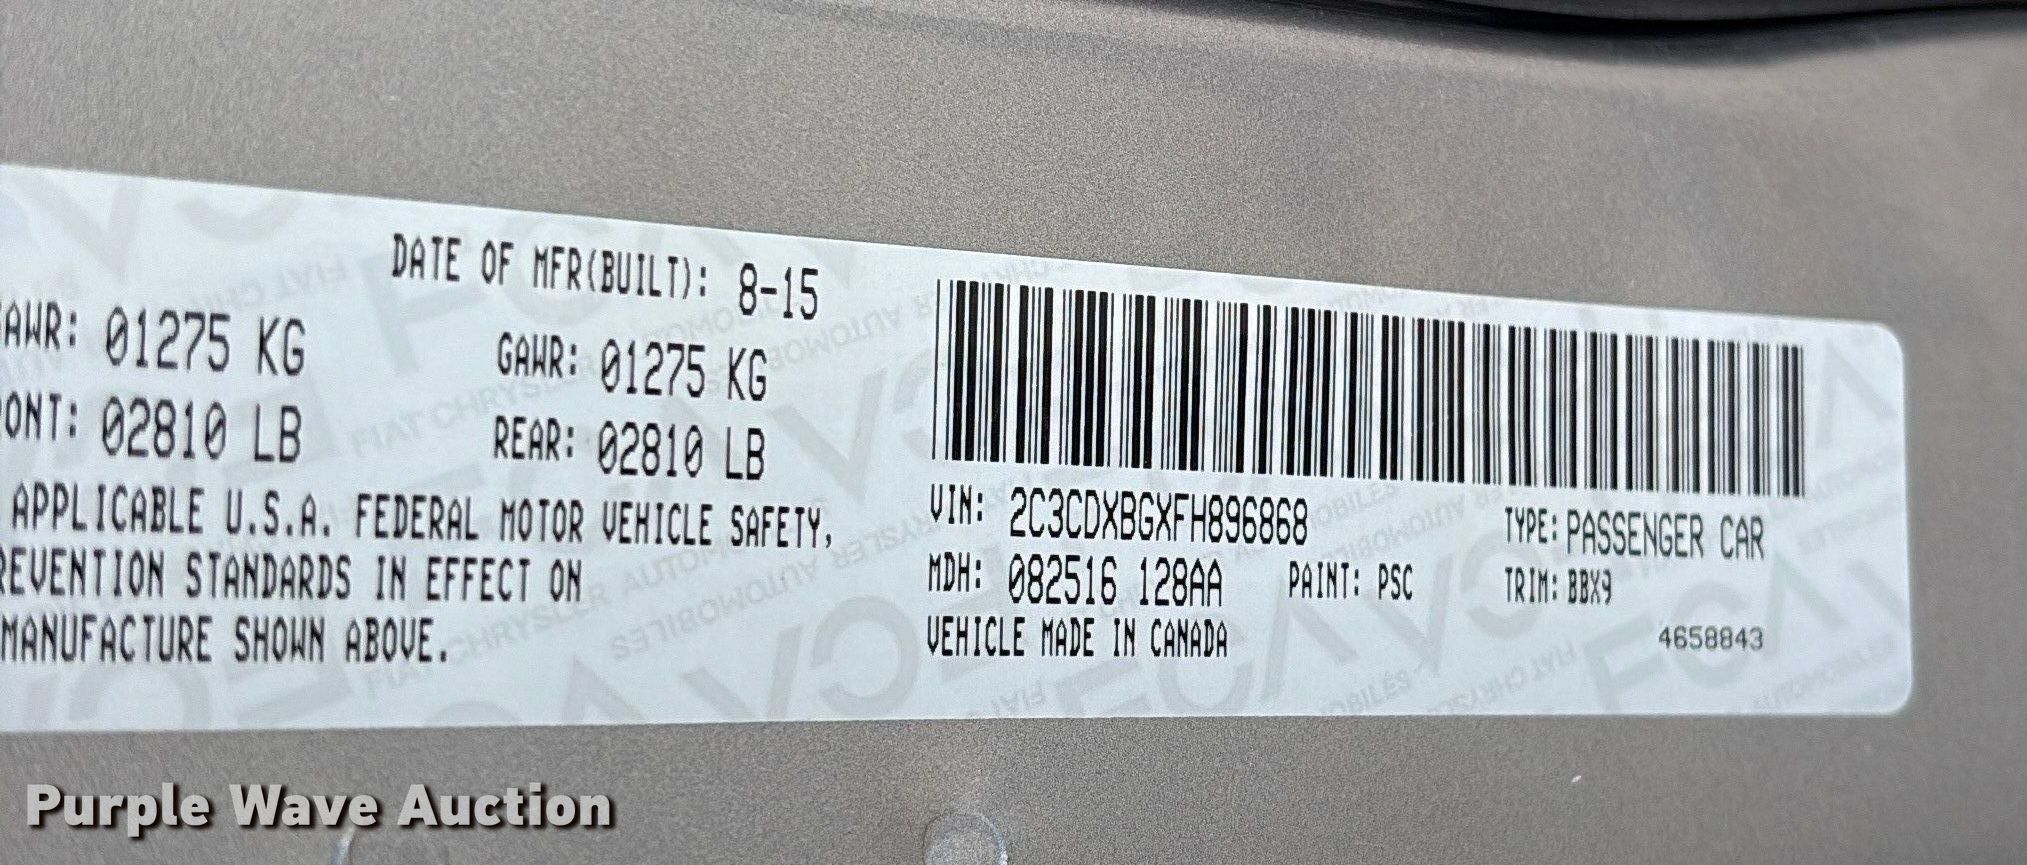 DATE OF MFR(BUILT): 8-15
GAWR: 01275 KG GAWR: 01275 KG
FRONT: 02810 LB REAR: 02810 LB
APPLICABLE U.S.A. FEDERAL MOTOR VEHICLE SAFETY,
REVENTION STANDARDS IN EFFECT ON
MANUFACTURE SHOWN ABOVE.
VIN: 2C3CDXBGXFH896868 TYPE: PASSENGER CAR
MDH: 082516 128AA PAINT: PSC TRIM: BBX9
VEHICLE MADE IN CANADA
4658843
Purple Wave Auction